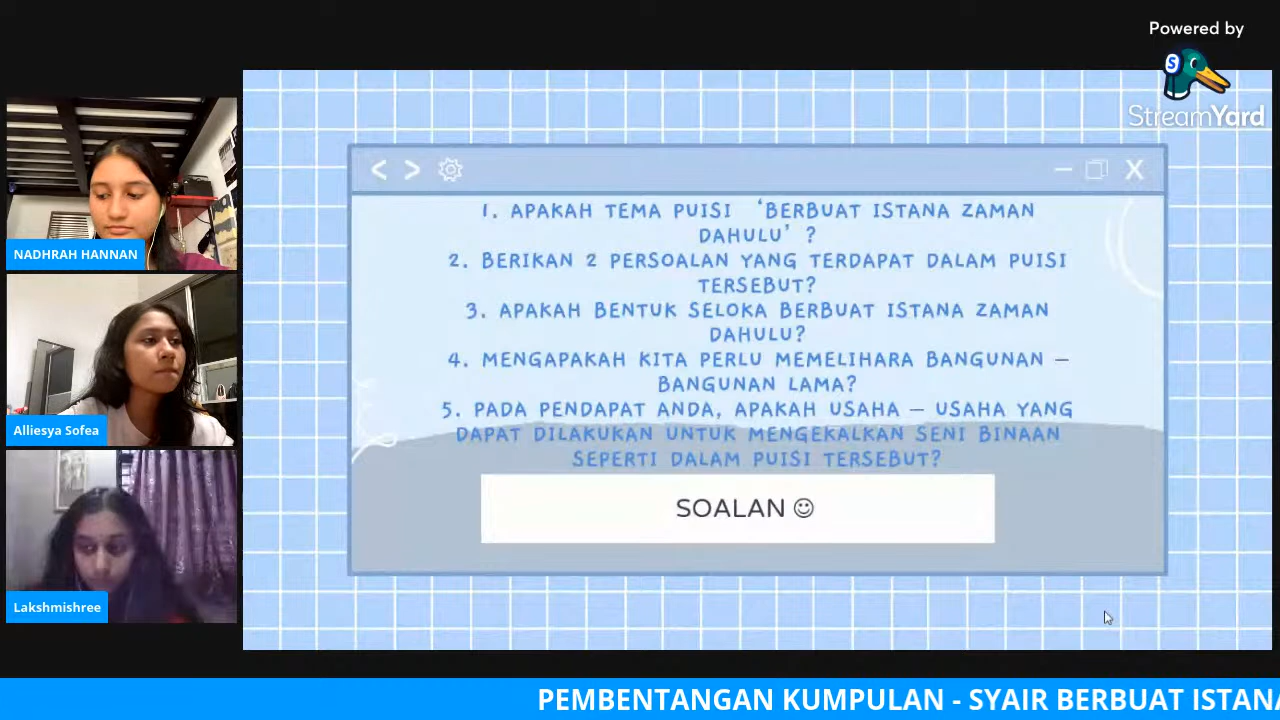 Powered by
StreamYard
NADHRAH HANNAN
Alliesya Sofea
Lakshmishree
1. APAKAH TEMA PUISI 'BERBUAT ISTANA ZAMAN
DAHULU' ?
2. BERIKAN 2 PERSOALAN YANG TERDAPAT DALAM PUISI
TERSEBUT?
3. APAKAH BENTUK SELOKA BERBUAT ISTANA ZAMAN
DAHULU?
4. MENGAPAKAH KITA PERLU MEMELIHARA BANGUNAN –
BANGUNAN LAMA?
5. PADA PENDAPAT ANDA, APAKAH USAHA – USAHA YANG
DAPAT DILAKUKAN UNTUK MENGEKALKAN SENI BINAAN
SEPERTI DALAM PUISI TERSEBUT?
SOALAN ☺
PEMBENTANGAN KUMPULAN - SYAIR BERBUAT ISTANA